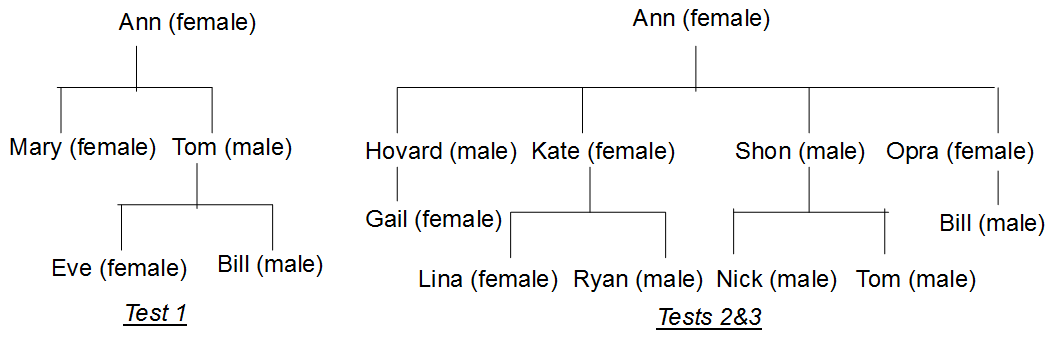 Ann (female)
Mary (female) Tom (male)
Eve (female) Bill (male)
Test 1
Ann (female)
Hovard (male) Kate (female) Shon (male) Opra (female)
Gail (female) Bill (male)
Lina (female) Ryan (male) Nick (male) Tom (male)
Tests 2&3